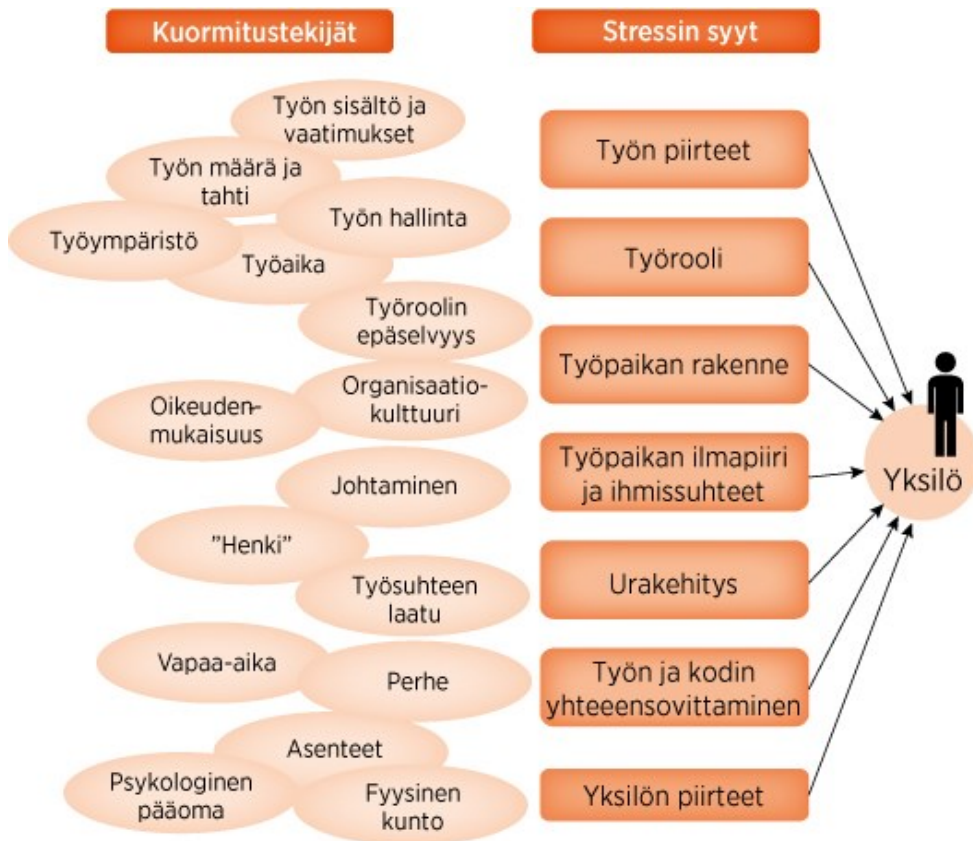 Kuormitustekijät
Työn sisältö ja
vaatimukset
Työn määrä ja
tahti
Työn hallinta
Työympäristö
Työaika
Työroolin
epäselvyys
Organisaatio-
kulttuuri
Oikeuden-
mukaisuus
Johtaminen
"Henki"
Työsuhteen
laatu
Vapaa-aika
Perhe
Asenteet
Psykologinen
pääoma
Fyysinen
kunto
Stressin syyt
Työn piirteet
Työrooli
Työpaikan rakenne
Työpaikan ilmapiiri
ja ihmissuhteet
Urakehitys
Työn ja kodin
yhteeensovittaminen
Yksilön piirteet
Yksilö